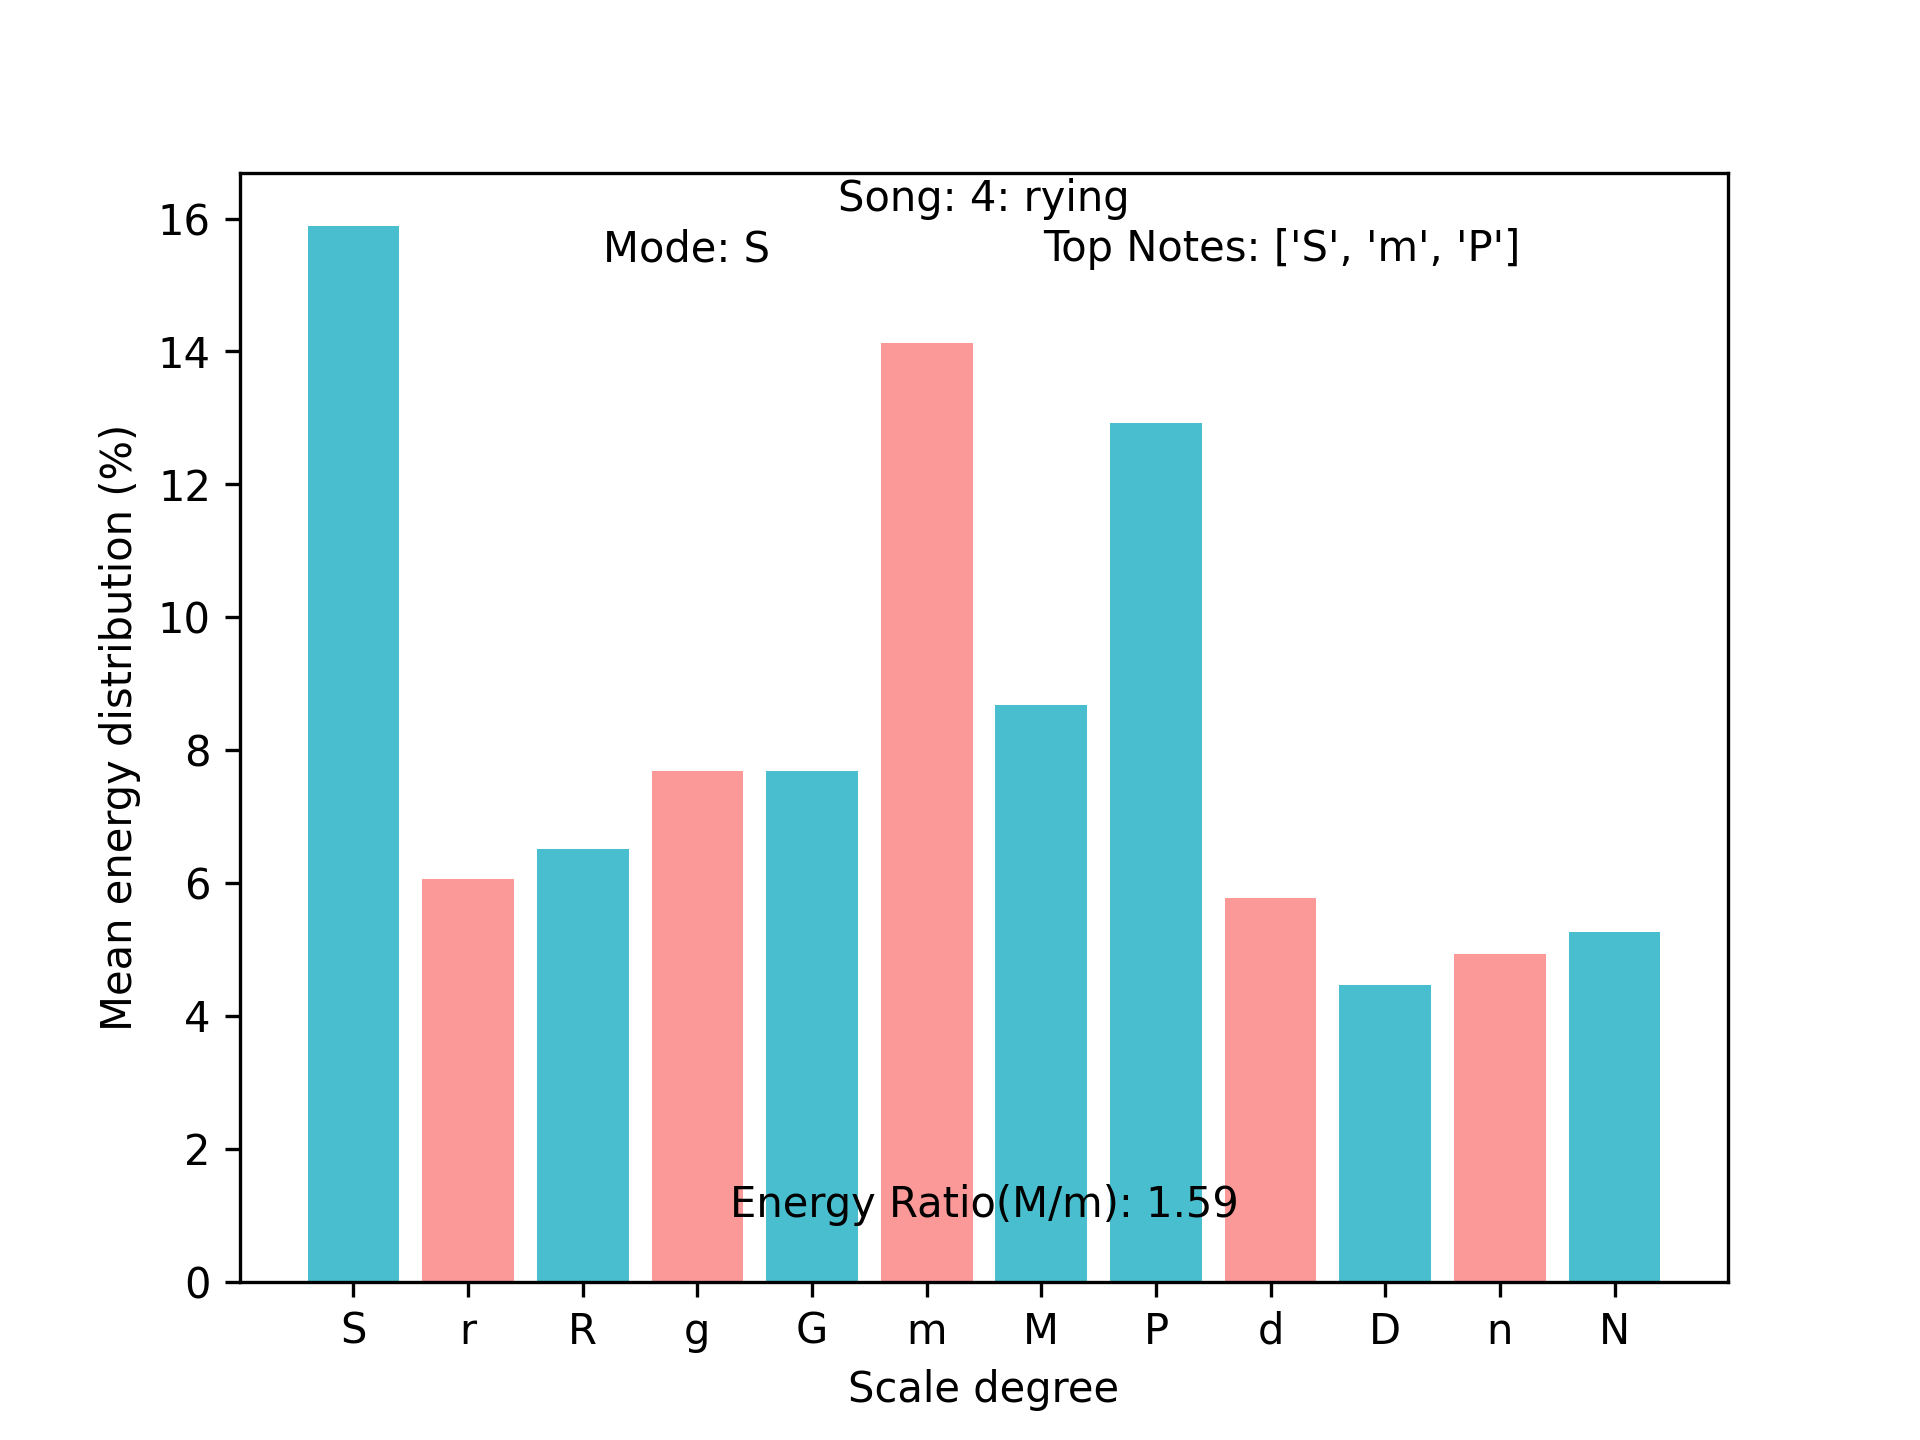 Song: 4: rying
Mode: S
Top Notes: ['S', 'm', 'P']
16
14
12
10
8
6
4
2
0
Mean energy distribution (%)
Energy Ratio(M/m): 1.59
S r R g G m M P d D n N
Scale degree